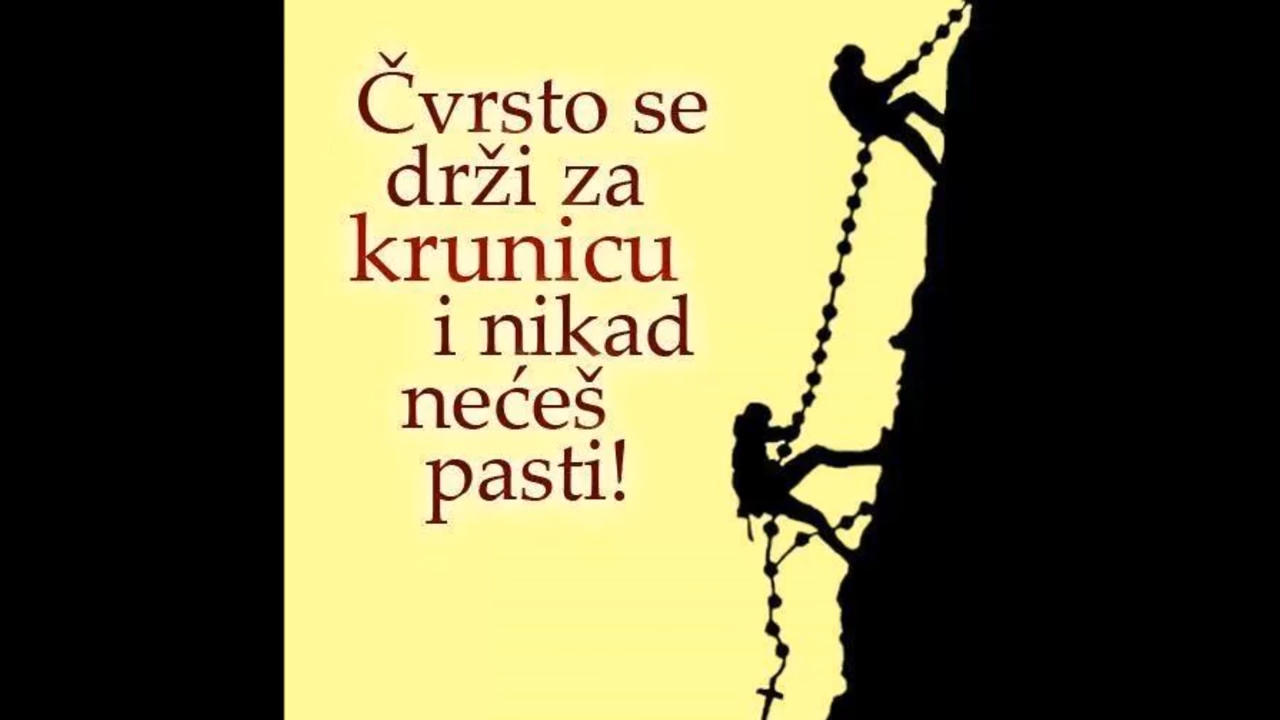 Čvrsto se
drži za
krunicu
i nikad
nećeš
pasti!